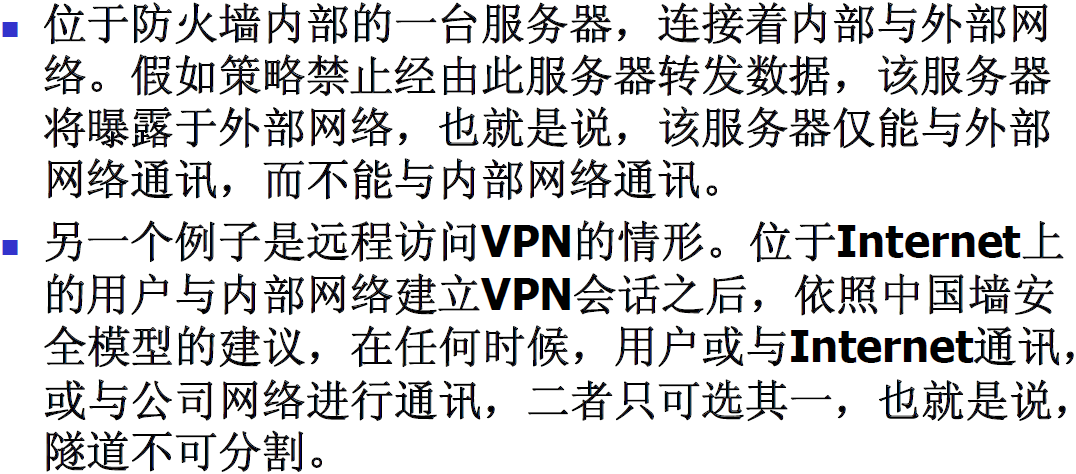 ■ 位于防火墙内部的一台服务器，连接着内部与外部网
络。假如策略禁止经由此服务器转发数据，该服务器
将曝露于外部网络，也就是说，该服务器仅能与外部
网络通讯，而不能与内部网络通讯。
■ 另一个例子是远程访问VPN的情形。位于Internet上
的用户与内部网络建立VPN会话之后，依照中国墙安
全模型的建议，在任何时候，用户或与Internet通讯，
或与公司网络进行通讯，二者只可选其一，也就是说，
隧道不可分割。